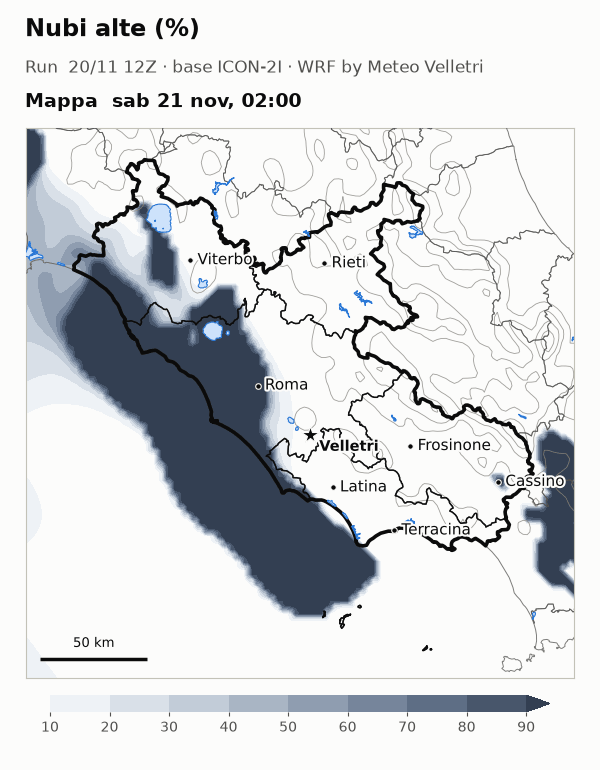 Nubi alte (%)
Run  20/11 12Z · base ICON-2I · WRF by Meteo Velletri
Mappa  sab 21 nov, 02:00
Viterbo
Rieti
Roma
Velletri
Frosinone
Cassino
Latina
Terracina
50 km
10 20 30 40 50 60 70 80 90